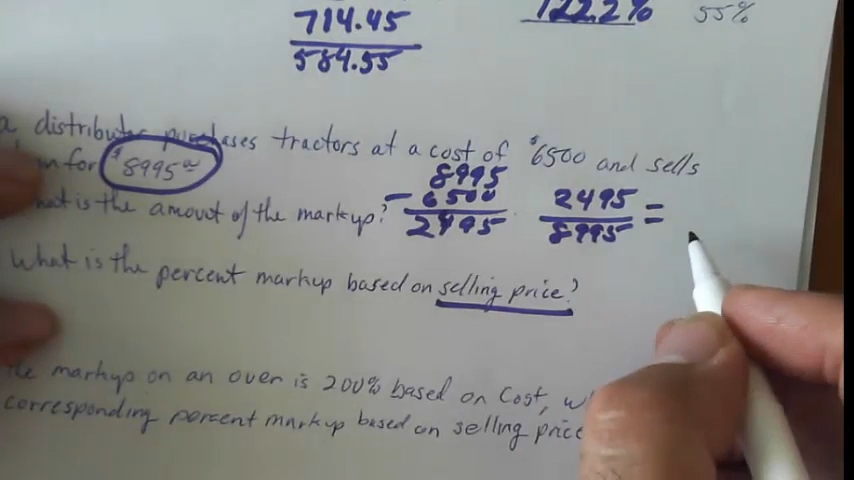 714.45
584.55
122.2%
55%
a distributer purchases tractors at a cost of $6500 and sells
for $8995
8995
- 6500
2495
2495
8995 =
is the amount of the markup?
What is the percent markup based on selling price?
markup on an oven is 200% based on cost,
corresponding percent markup based on selling price